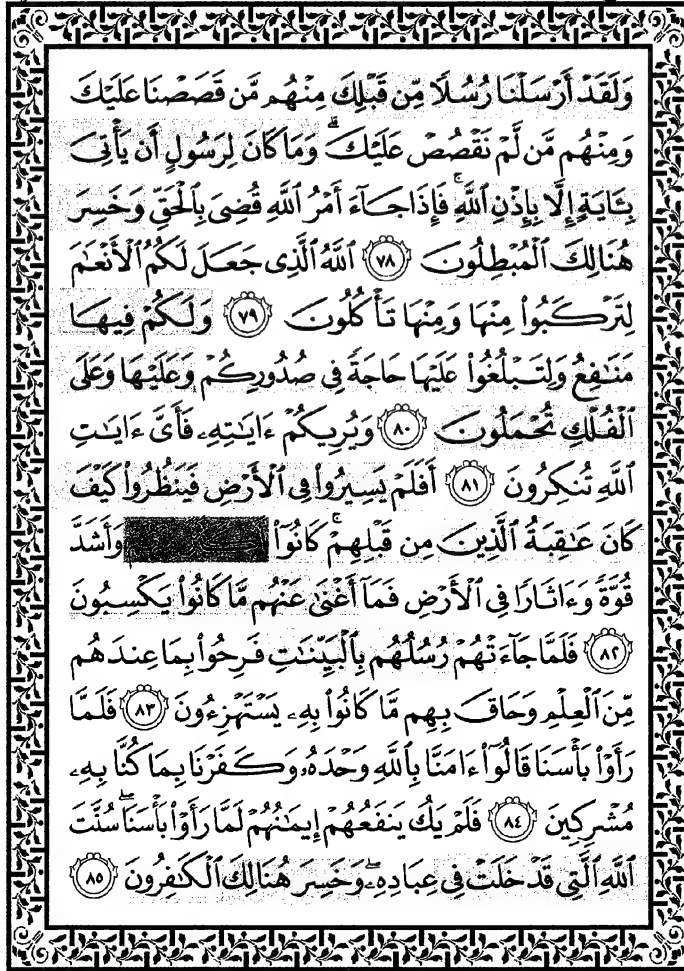 وَلَقَدْ أَرْسَلْنَا رُسُلًا مِّن قَبْلِكَ مِنْهُم مَّن قَصَصْنَا عَلَيْكَ
وَمِنْهُم مَّن لَّمْ نَقْصُصْ عَلَيْكَ ۗ وَمَا كَانَ لِرَسُولٍ أَن يَأْتِىَ
بِـَٔايَةٍ إِلَّا بِإِذْنِ ٱللَّهِ ۚ فَإِذَا جَآءَ أَمْرُ ٱللَّهِ قُضِىَ بِٱلْحَقِّ وَخَسِرَ
هُنَالِكَ ٱلْمُبْطِلُونَ ٧٨ ٱللَّهُ ٱلَّذِى جَعَلَ لَكُمُ ٱلْأَنْعَٰمَ
لِتَرْكَبُوا۟ مِنْهَا وَمِنْهَا تَأْكُلُونَ ٧٩ وَلَكُمْ فِيهَا
مَنَٰفِعُ وَلِتَبْلُغُوا۟ عَلَيْهَا حَاجَةً فِى صُدُورِكُمْ وَعَلَيْهَا وَعَلَى
ٱلْفُلْكِ تُحْمَلُونَ ٨٠ وَيُرِيكُمْ ءَايَٰتِهِۦ فَأَىَّ ءَايَٰتِ
ٱللَّهِ تُنكِرُونَ ٨١ أَفَلَمْ يَسِيرُوا۟ فِى ٱلْأَرْضِ فَيَنظُرُوا۟ كَيْفَ
كَانَ عَٰقِبَةُ ٱلَّذِينَ مِن قَبْلِهِمْ ۚ كَانُوٓا۟ وَأَشَدَّ
قُوَّةً وَءَاثَارًا فِى ٱلْأَرْضِ فَمَآ أَغْنَىٰ عَنْهُم مَّا كَانُوا۟ يَكْسِبُونَ
٨٢ فَلَمَّا جَآءَتْهُمْ رُسُلُهُم بِٱلْبَيِّنَٰتِ فَرِحُوا۟ بِمَا عِندَهُم
مِّنَ ٱلْعِلْمِ وَحَاقَ بِهِم مَّا كَانُوا۟ بِهِۦ يَسْتَهْزِءُونَ ٨٣ فَلَمَّا
رَأَوْا۟ بَأْسَنَا قَالُوٓا۟ ءَامَنَّا بِٱللَّهِ وَحْدَهُۥ وَكَفَرْنَا بِمَا كُنَّا بِهِۦ
مُشْرِكِينَ ٨٤ فَلَمْ يَكُ يَنفَعُهُمْ إِيمَٰنُهُمْ لَمَّا رَأَوْا۟ بَأْسَنَا ۖ سُنَّتَ
ٱللَّهِ ٱلَّتِى قَدْ خَلَتْ فِى عِبَادِهِۦ ۖ وَخَسِرَ هُنَالِكَ ٱلْكَٰفِرُونَ ٨٥